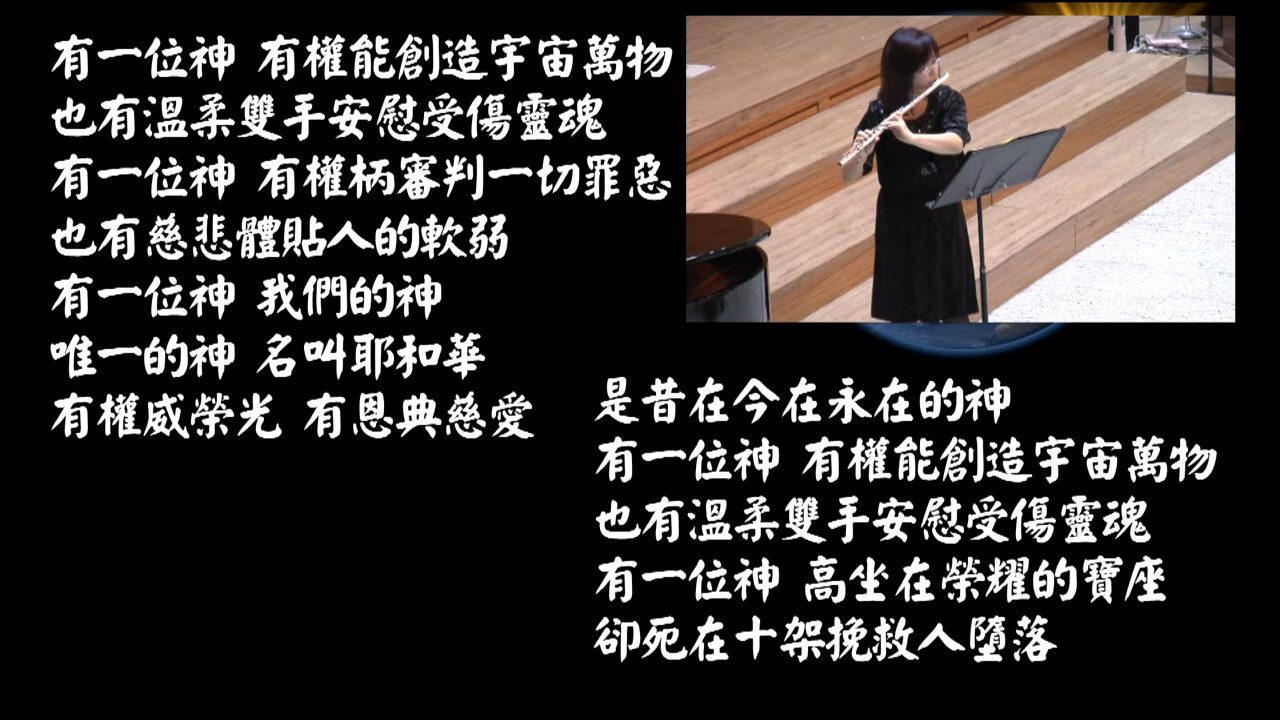 有一位神 有權能創造宇宙萬物
也有溫柔雙手安慰受傷靈魂
有一位神 有權柄審判一切罪惡
也有慈悲體貼人的軟弱
有一位神 我們的神
唯一的神 名叫耶和華
有權威榮光 有恩典慈愛
是昔在今在永在的神
有一位神 有權能創造宇宙萬物
也有溫柔雙手安慰受傷靈魂
有一位神 高坐在榮耀的寶座
卻死在十架挽救人墮落